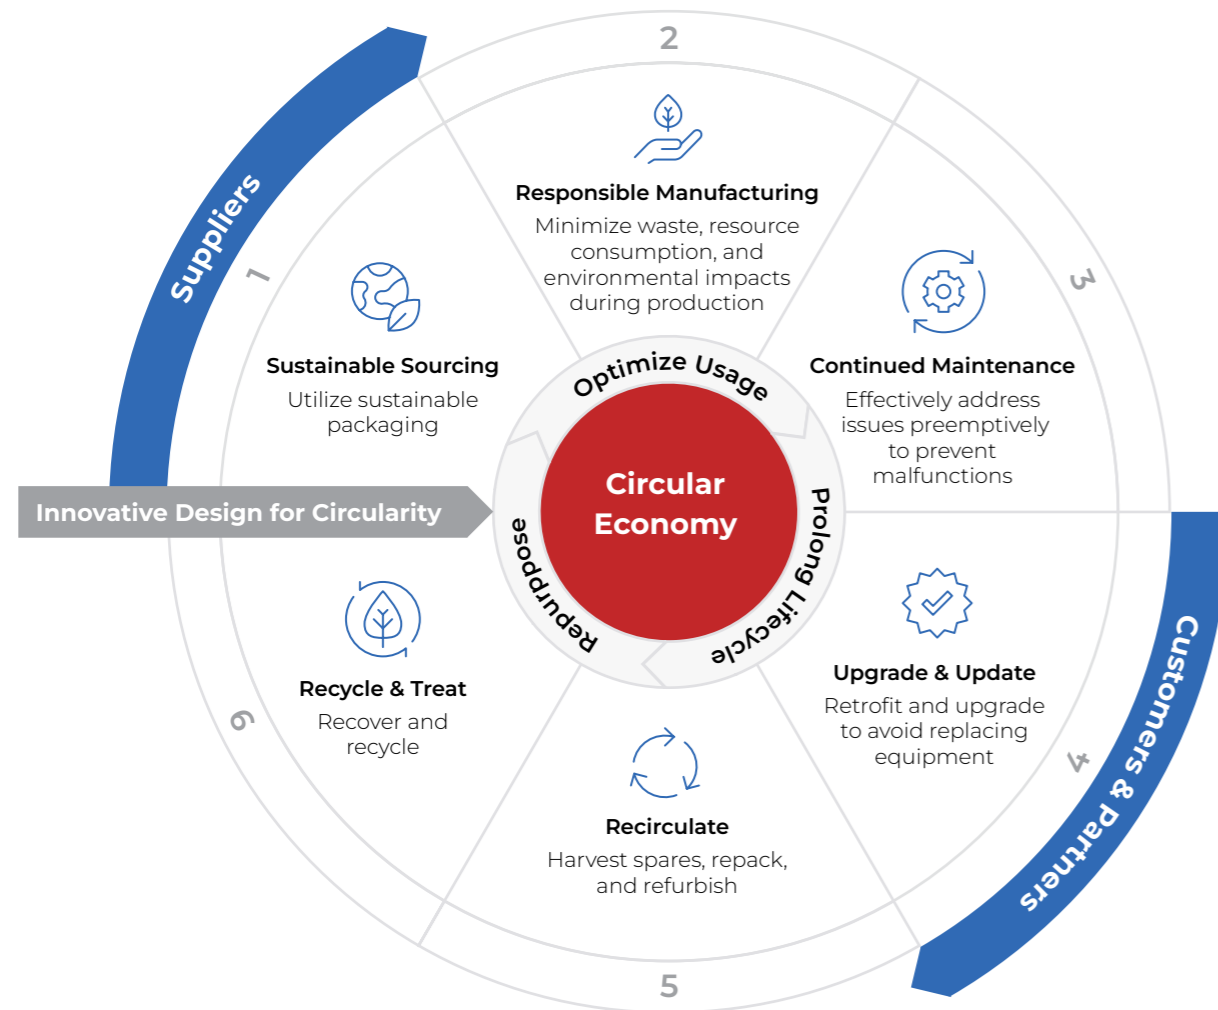 Suppliers
1
Sustainable Sourcing
Utilize sustainable
packaging
2
Responsible Manufacturing
Minimize waste, resource
consumption, and
environmental impacts
during production
3
Continued Maintenance
Effectively address
issues preemptively
to prevent
malfunctions
Innovative Design for Circularity
Circular
Economy
Optimize Usage
Prolong Lifecycle
Repurpose
4
Upgrade & Update
Retrofit and upgrade
to avoid replacing
equipment
Customers & Partners
5
Recirculate
Harvest spares, repack,
and refurbish
6
Recycle & Treat
Recover and
recycle